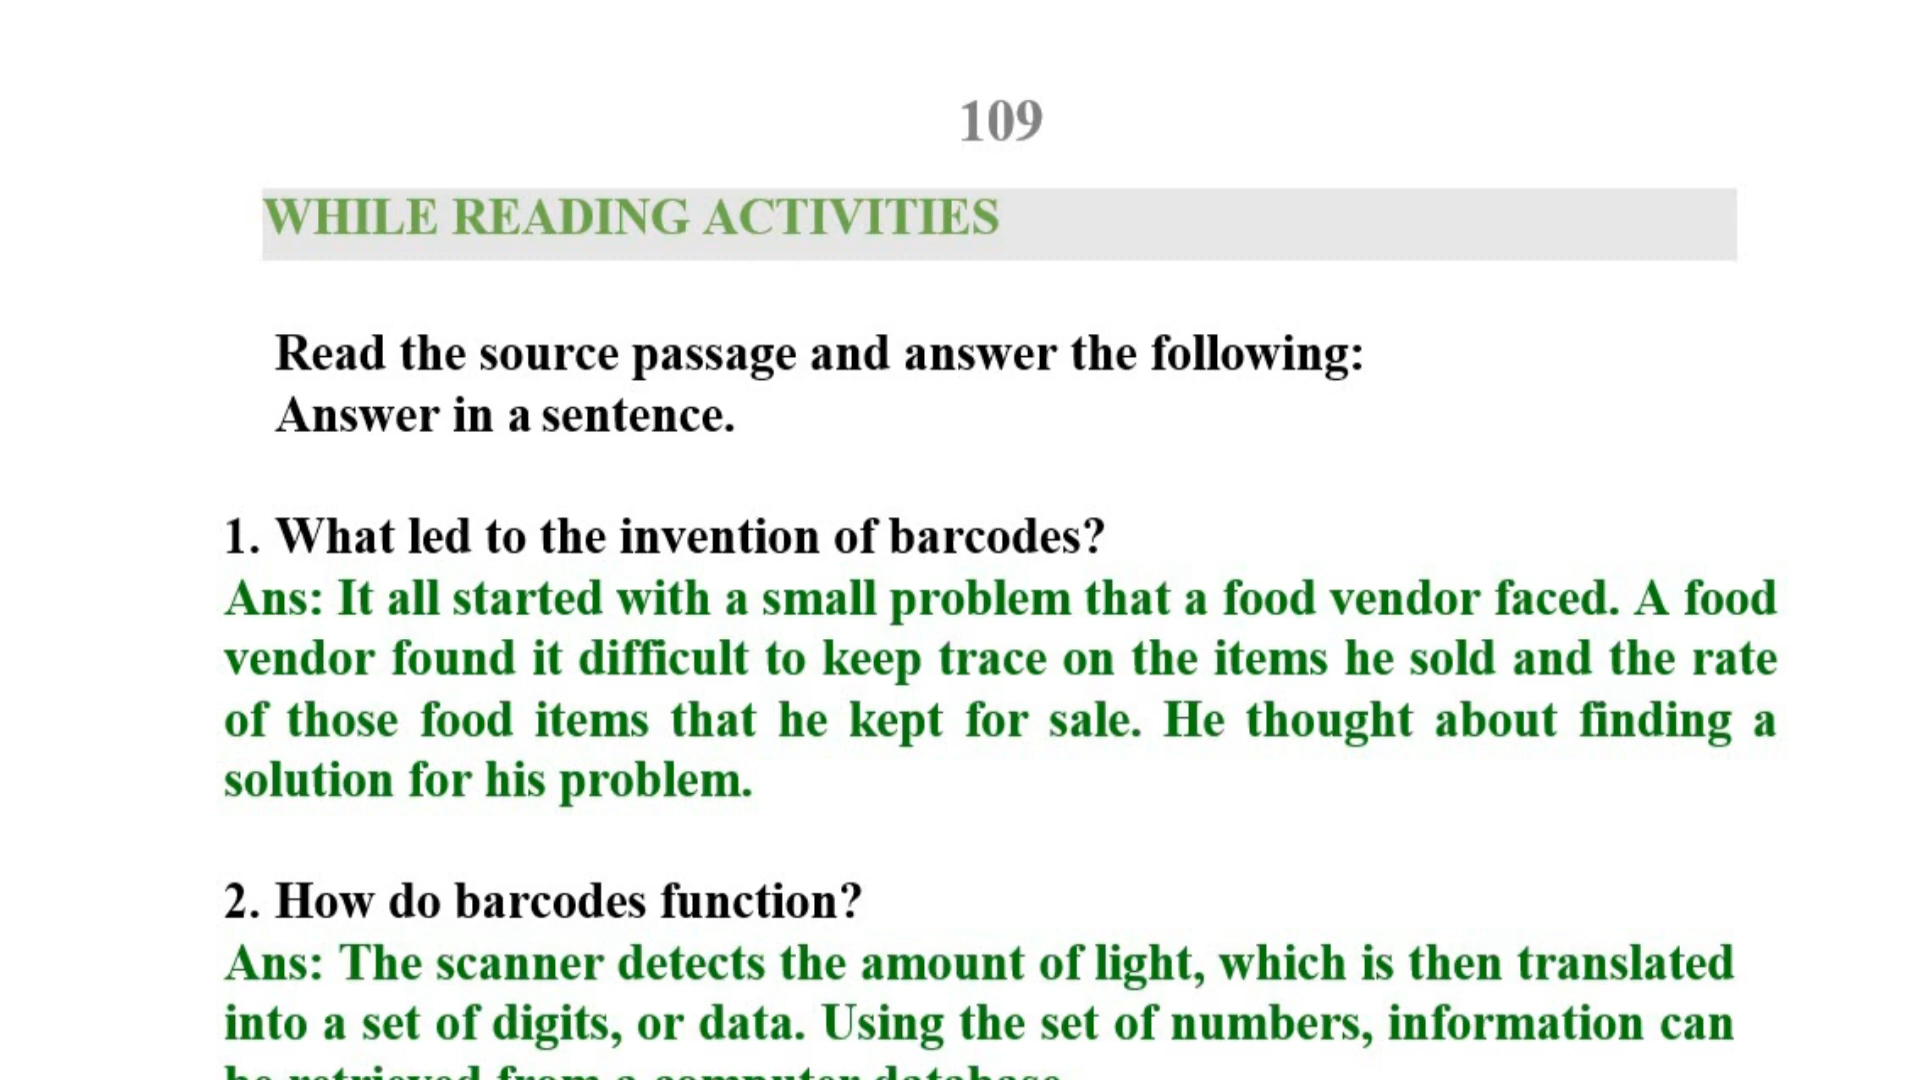 109
WHILE READING ACTIVITIES
Read the source passage and answer the following:
Answer in a sentence.
1. What led to the invention of barcodes?
Ans: It all started with a small problem that a food vendor faced. A food
vendor found it difficult to keep trace on the items he sold and the rate
of those food items that he kept for sale. He thought about finding a
solution for his problem.
2. How do barcodes function?
Ans: The scanner detects the amount of light, which is then translated
into a set of digits, or data. Using the set of numbers, information can
be retrieved from a computer database.